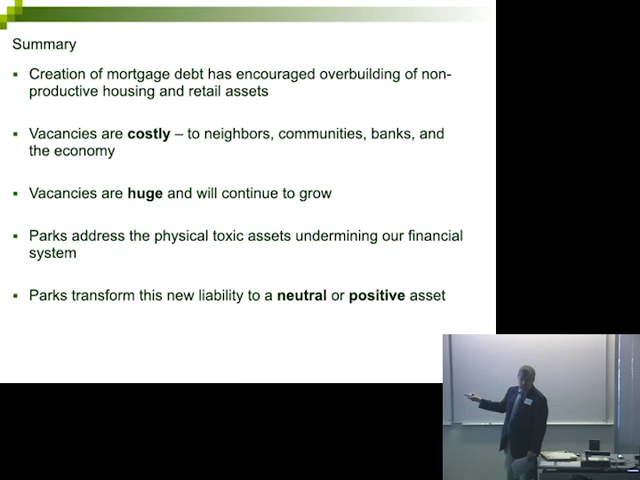 Summary
Creation of mortgage debt has encouraged overbuilding of non-
productive housing and retail assets
Vacancies are costly – to neighbors, communities, banks, and
the economy
Vacancies are huge and will continue to grow
Parks address the physical toxic assets undermining our financial
system
Parks transform this new liability to a neutral or positive asset